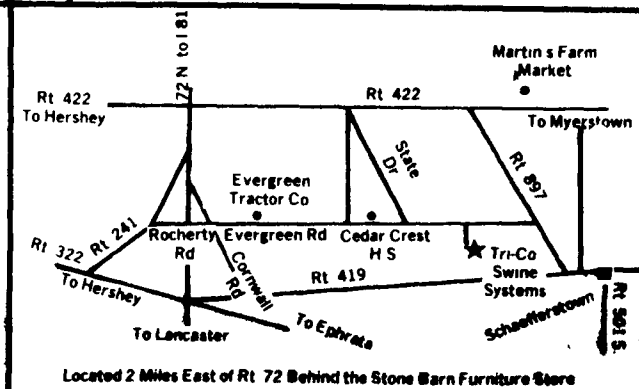 72 N to I 81
Martin s Farm
Market
Rt 422
To Hershey
Rt 422
To Myerstown
State
Dr
Rt 897
Evergreen
Tractor Co
Rt 241
Rocherty
Rd
Evergreen Rd
Cedar Crest
H S
Rt 322
To Hershey
Cornwall
Rd
Rt 419
Tri-Co
Swine
Systems
Schaefferstown
Rt 501 S.
To Lancaster
To Ephrata
Located 2 Miles East of Rt 72 Behind the Stone Barn Furniture Store